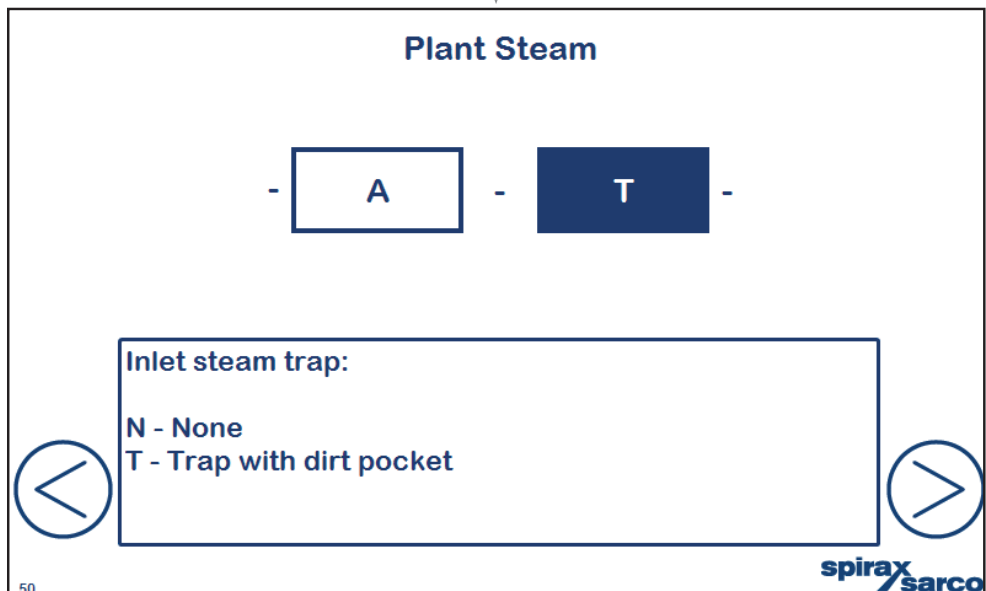 Plant Steam
- A - T -
Inlet steam trap:
N - None
T - Trap with dirt pocket
spirax
sarco
50